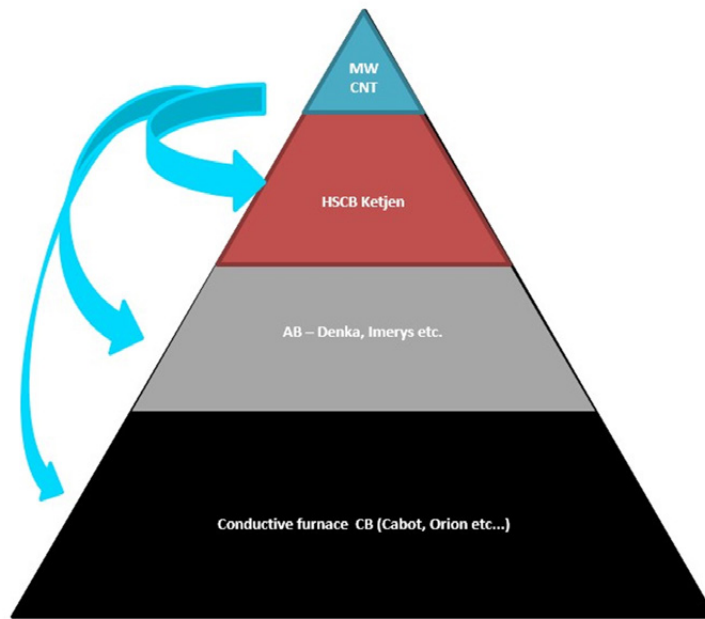 MW
CNT
HSCB Ketjen
AB – Denka, Imerys etc.
Conductive furnace CB (Cabot, Orion etc...)